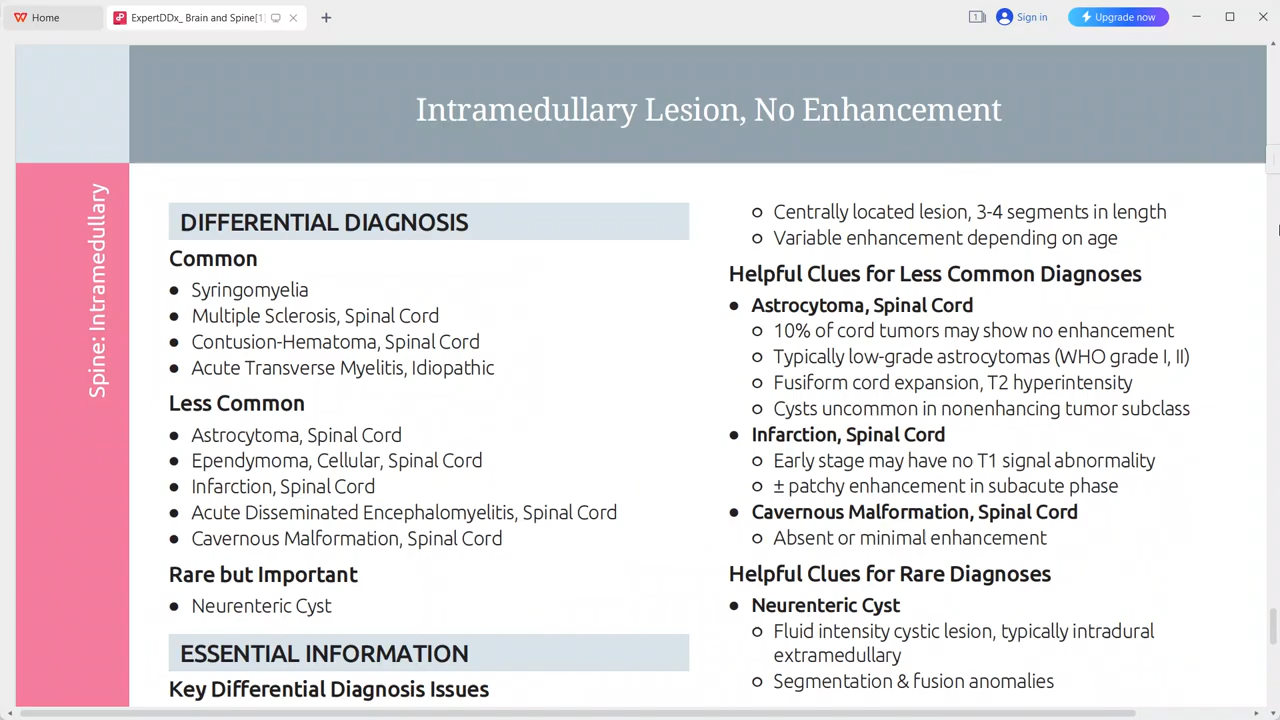 Home
ExpertDDx_ Brain and Spine[1]
1
Sign in
Upgrade now
Intramedullary Lesion, No Enhancement
Spine: Intramedullary
DIFFERENTIAL DIAGNOSIS
Common
● Syringomyelia
● Multiple Sclerosis, Spinal Cord
● Contusion-Hematoma, Spinal Cord
● Acute Transverse Myelitis, Idiopathic
Less Common
● Astrocytoma, Spinal Cord
● Ependymoma, Cellular, Spinal Cord
● Infarction, Spinal Cord
● Acute Disseminated Encephalomyelitis, Spinal Cord
● Cavernous Malformation, Spinal Cord
Rare but Important
● Neurenteric Cyst
ESSENTIAL INFORMATION
Key Differential Diagnosis Issues
○ Centrally located lesion, 3-4 segments in length
○ Variable enhancement depending on age
Helpful Clues for Less Common Diagnoses
● Astrocytoma, Spinal Cord
○ 10% of cord tumors may show no enhancement
○ Typically low-grade astrocytomas (WHO grade I, II)
○ Fusiform cord expansion, T2 hyperintensity
○ Cysts uncommon in nonenhancing tumor subclass
● Infarction, Spinal Cord
○ Early stage may have no T1 signal abnormality
○ ± patchy enhancement in subacute phase
● Cavernous Malformation, Spinal Cord
○ Absent or minimal enhancement
Helpful Clues for Rare Diagnoses
● Neurenteric Cyst
○ Fluid intensity cystic lesion, typically intradural
extramedullary
○ Segmentation & fusion anomalies